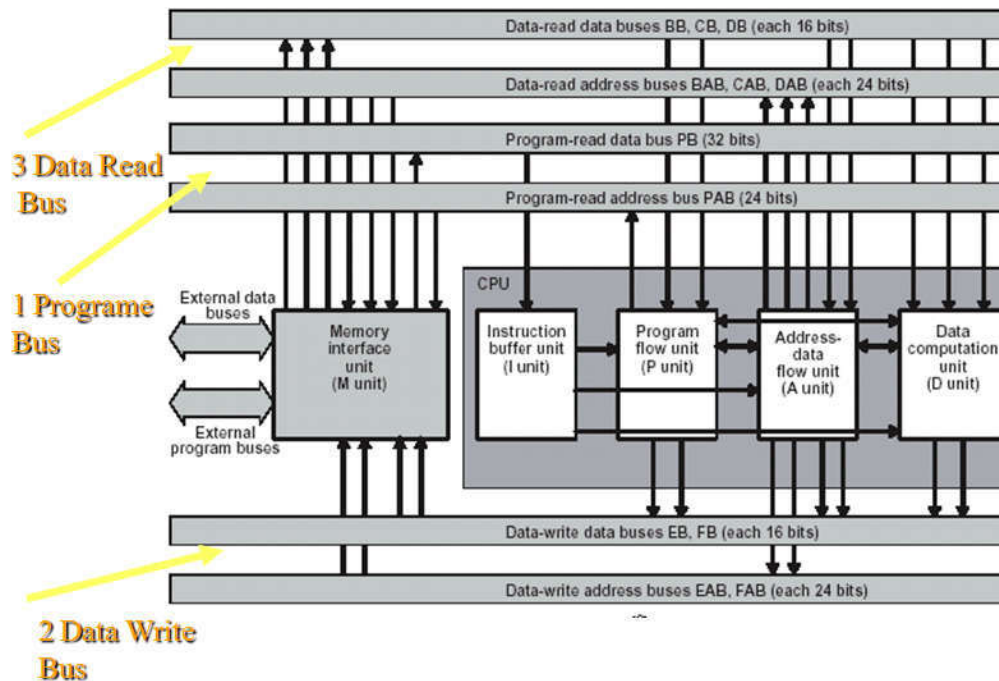 Data-read data buses BB, CB, DB (each 16 bits)
Data-read address buses BAB, CAB, DAB (each 24 bits)
Program-read data bus PB (32 bits)
3 Data Read
Bus
Program-read address bus PAB (24 bits)
1 Programe
Bus
External data
buses
External
program buses
Memory
interface
unit
(M unit)
CPU
Instruction
buffer unit
(I unit)
Program
flow unit
(P unit)
Address-
data
flow unit
(A unit)
Data
computation
unit
(D unit)
Data-write data buses EB, FB (each 16 bits)
Data-write address buses EAB, FAB (each 24 bits)
2 Data Write
Bus